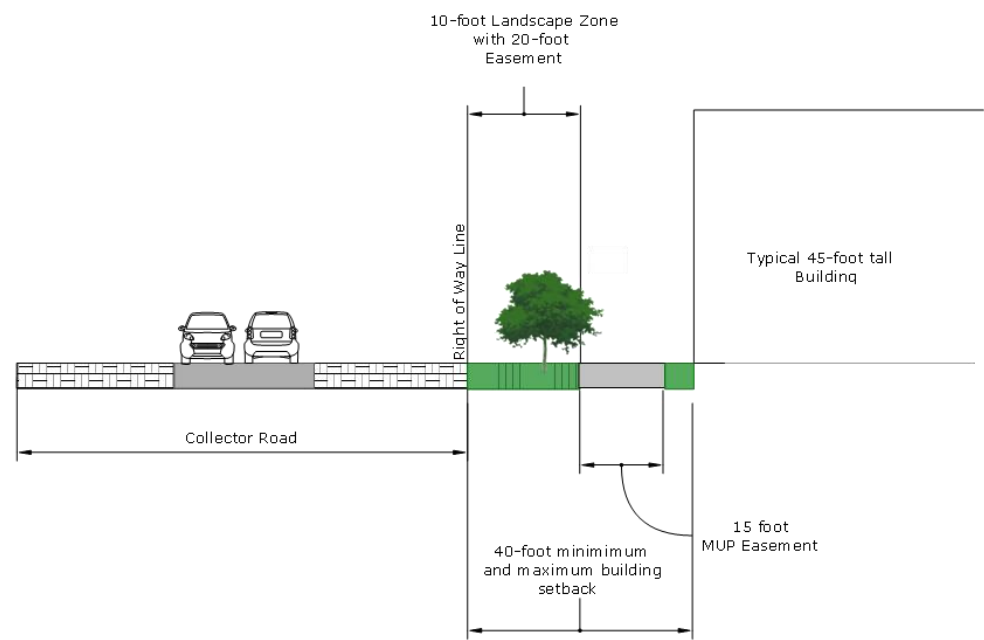 10-foot Landscape Zone
with 20-foot
Easement
Right of Way Line
Typical 45-foot tall
Building
Collector Road
15 foot
MUP Easement
40-foot minimimum
and maximum building
setback